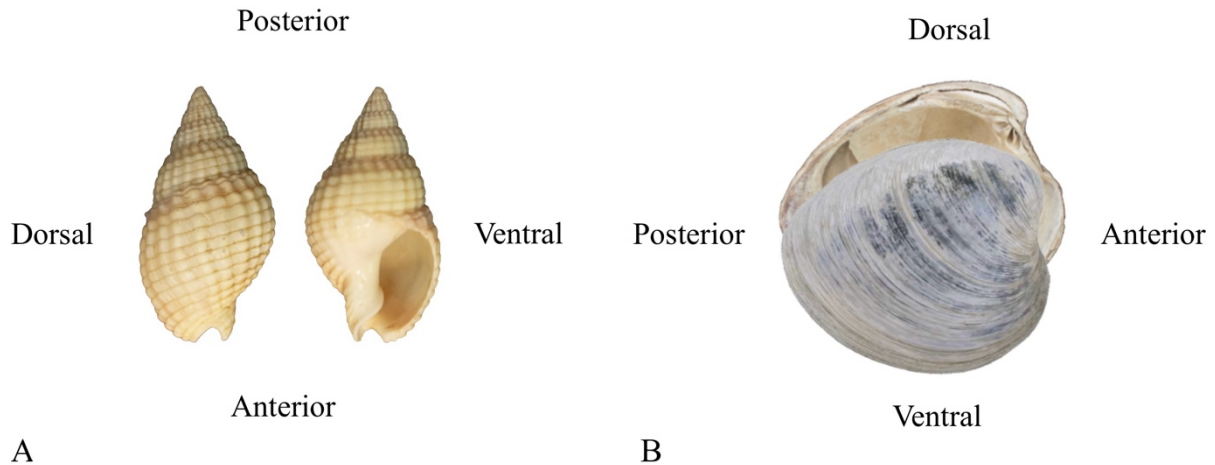 Posterior
Dorsal
Ventral
Anterior
A
Dorsal
Posterior
Anterior
Ventral
B